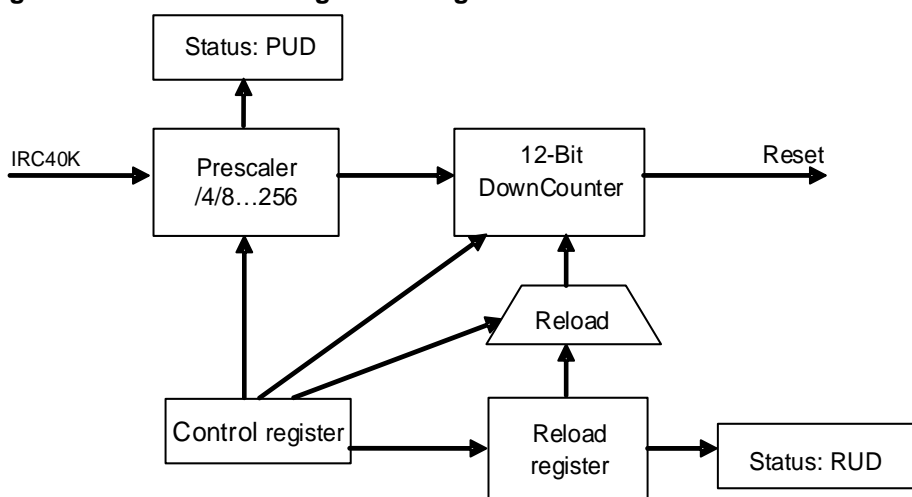 Status: PUD
IRC40K
Prescaler
/4/8...256
12-Bit
DownCounter
Reset
Reload
Control register
Reload
register
Status: RUD